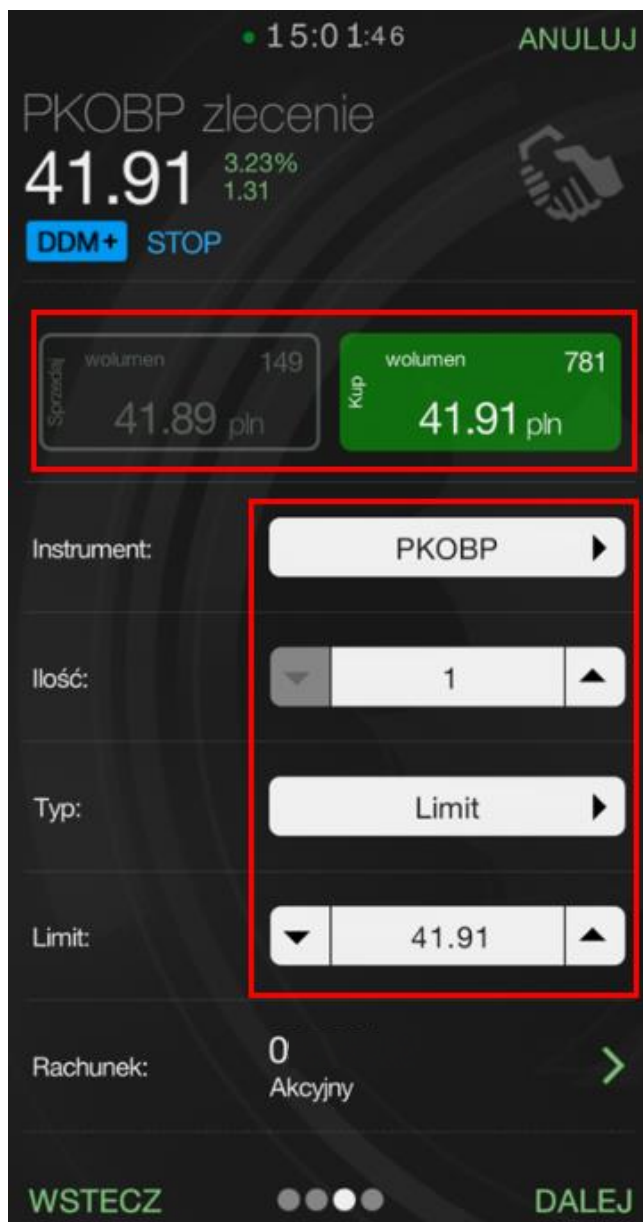 15:01:46 ANULUJ
PKOBP zlecenie
41.91 3.23%
1.31
DDM+ STOP
Sprzedaj wolumen 149
41.89 pln
Kup wolumen 781
41.91 pln
Instrument: PKOBP
Ilość: 1
Typ: Limit
Limit: 41.91
Rachunek: 0
Akcyjny
WSTECZ DALEJ